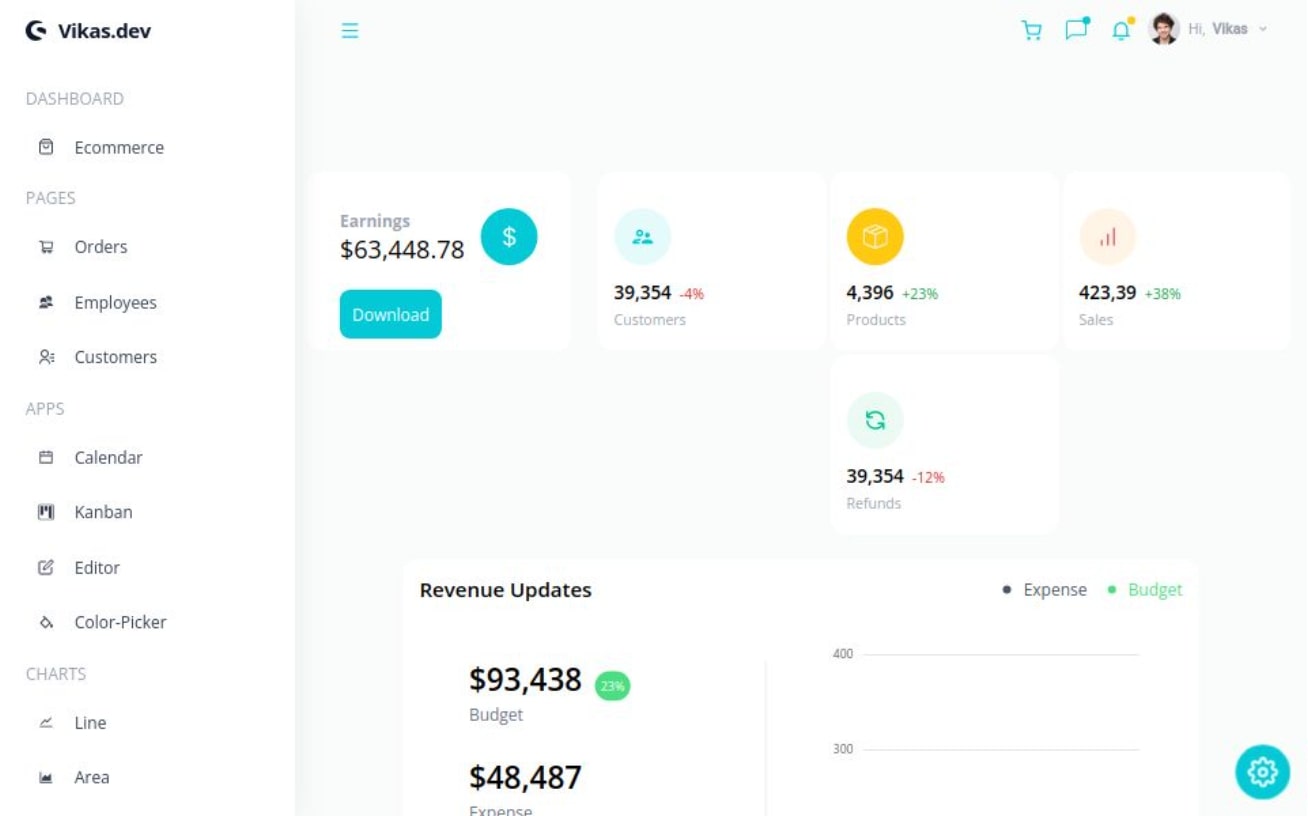 Vikas.dev
Hi, Vikas
DASHBOARD
Ecommerce
PAGES
Orders
Employees
Customers
APPS
Calendar
Kanban
Editor
Color-Picker
CHARTS
Line
Area
Earnings
$63,448.78
$
Download
39,354 -4%
Customers
4,396 +23%
Products
423,39 +38%
Sales
39,354 -12%
Refunds
Revenue Updates
Expense Budget
$93,438 23%
Budget
$48,487
Expense
400
300